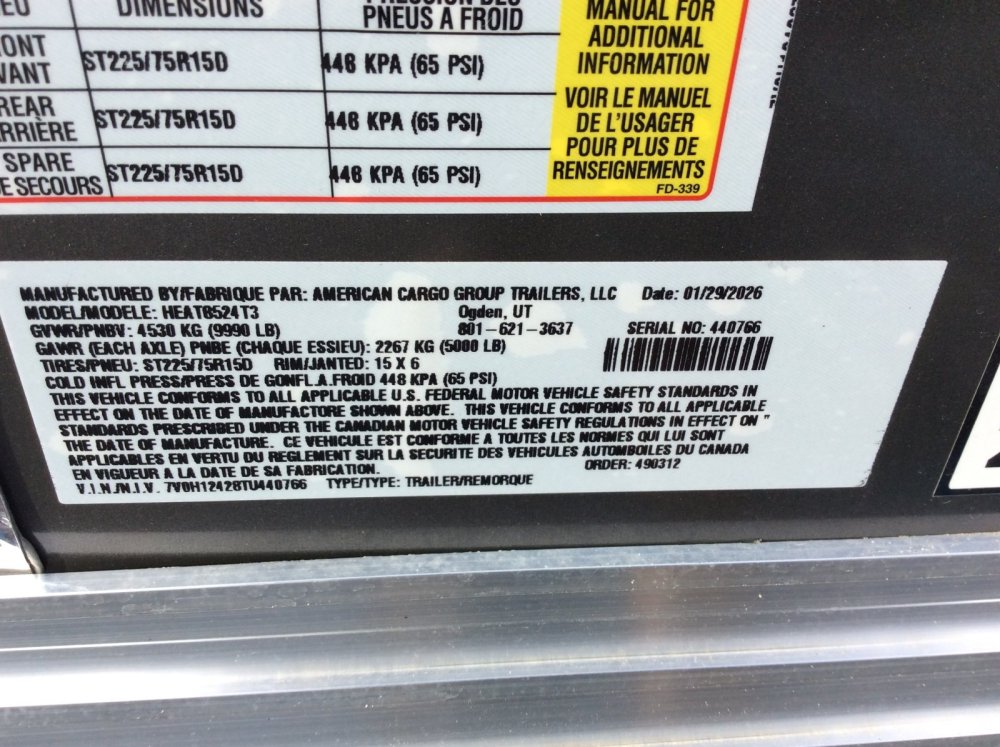 DIMENSIONS
PNEUS A FROID
MANUAL FOR
ADDITIONAL
INFORMATION
ST225/75R15D 448 KPA (65 PSI)
REAR
ST225/75R15D 448 KPA (65 PSI)
VOIR LE MANUEL
DE L'USAGER
POUR PLUS DE
RENSEIGNEMENTS
SPARE
SECOURS
ST225/75R15D 448 KPA (65 PSI)
FD-339
MANUFACTURED BY/FABRIQUE PAR: AMERICAN CARGO GROUP TRAILERS, LLC Date: 01/29/2026
MODEL/MODELE: HEAT8524T3 Ogden, UT
GVWR/PNBV: 4530 KG (9990 LB) 801-621-3637 SERIAL NO: 440766
GAWR (EACH AXLE) PNBE (CHAQUE ESSIEU): 2267 KG (5000 LB)
TIRES/PNEU: ST225/75R15D RIM/JANTED: 15 X 6
COLD INFL PRESS/PRESS DE GONFL.A.FROID 448 KPA (65 PSI)
THIS VEHICLE CONFORMS TO ALL APPLICABLE U.S. FEDERAL MOTOR VEHICLE SAFETY STANDARDS IN
EFFECT ON THE DATE OF MANUFACTORE SHOWN ABOVE. THIS VEHICLE CONFORMS TO ALL APPLICABLE
STANDARDS PRESCRIBED UNDER THE CANADIAN MOTOR VEHICLE SAFETY REGULATIONS IN EFFECT ON "
THE DATE OF MANUFACTURE. CE VEHICULE EST CONFORME A TOUTES LES NORMES QUI LUI SONT
APPLICABLES EN VERTU DU REGLEMENT SUR LA SECURITE DES VEHICULES AUTOMBOILES DU CANADA
EN VIGUEUR A LA DATE DE SA FABRICATION. ORDER: 490312
V.I.N./N.I.V. 7V0H12428TU440766 TYPE/TYPE: TRAILER/REMORQUE